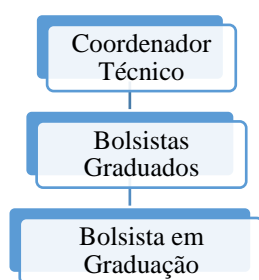 Coordenador
Técnico
Bolsistas
Graduados
Bolsista em
Graduação